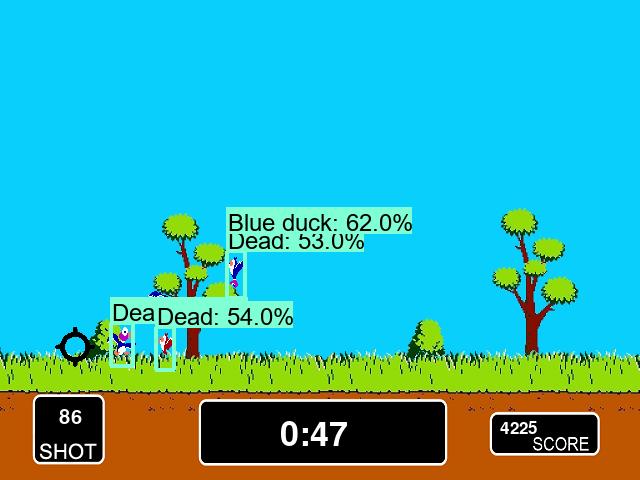 Blue duck: 62.0%
Dead: 53.0%
Dea
Dead: 54.0%
86
SHOT
0:47
4225
SCORE